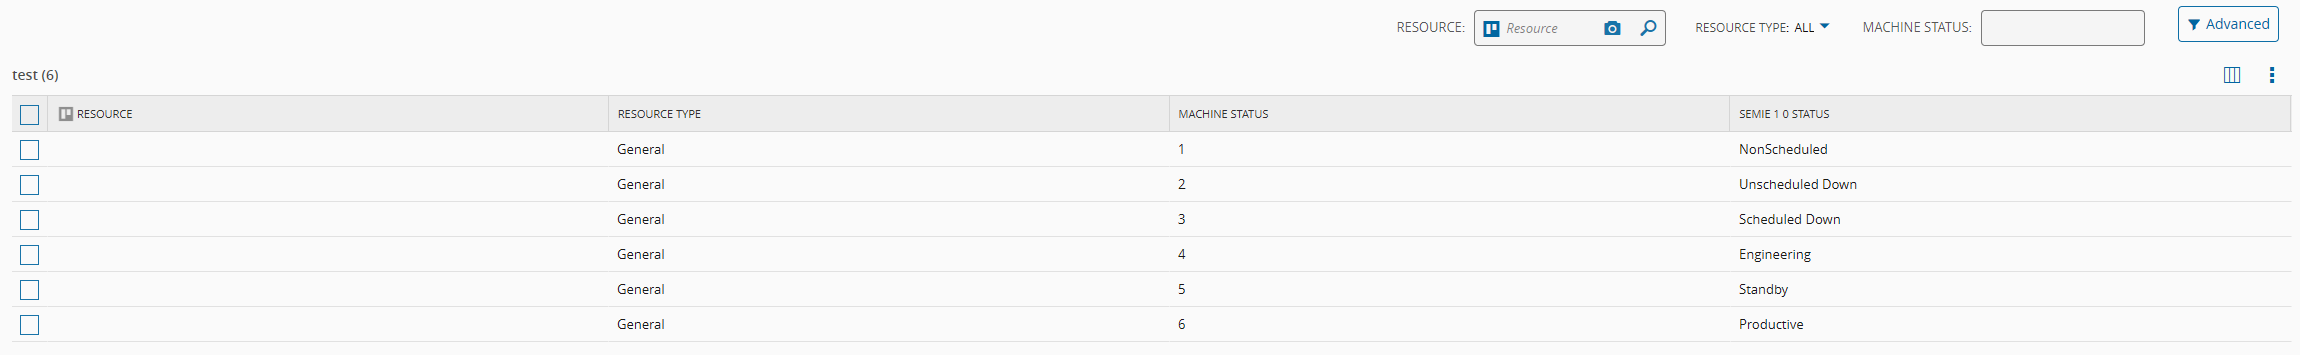 RESOURCE: Resource RESOURCE TYPE: ALL MACHINE STATUS: Advanced
test (6)
RESOURCE RESOURCE TYPE MACHINE STATUS SEMIE 1 0 STATUS
General 1 NonScheduled
General 2 Unscheduled Down
General 3 Scheduled Down
General 4 Engineering
General 5 Standby
General 6 Productive